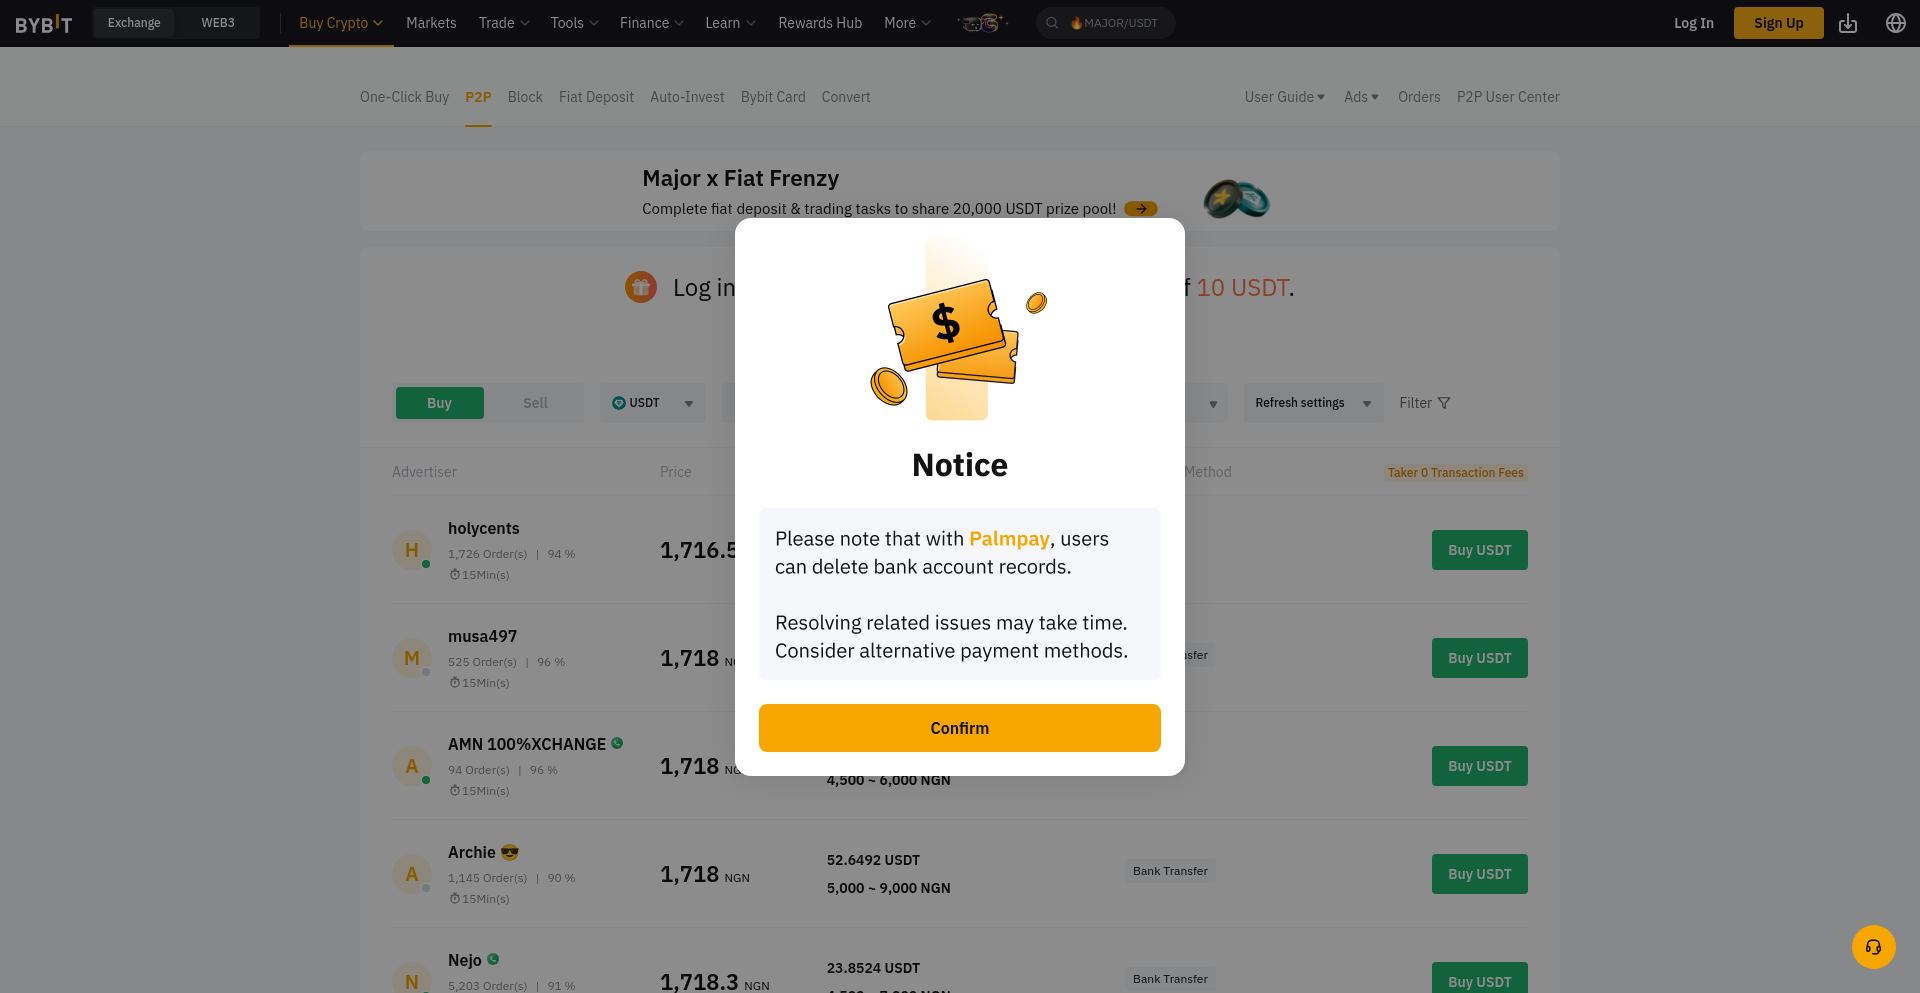 BYBIT
Exchange
WEB3
Buy Crypto
Markets
Trade
Tools
Finance
Learn
Rewards Hub
More
🔥MAJOR/USDT
Log In
Sign Up
One-Click Buy
P2P
Block
Fiat Deposit
Auto-Invest
Bybit Card
Convert
User Guide
Ads
Orders
P2P User Center
Major x Fiat Frenzy
Complete fiat deposit & trading tasks to share 20,000 USDT prize pool!
Log in
10 USDT.
Buy
Sell
USDT
Refresh settings
Filter
Advertiser
Price
Method
Taker 0 Transaction Fees
$
Notice
Please note that with Palmpay, users
can delete bank account records.
Resolving related issues may take time.
Consider alternative payment methods.
Confirm
H
holycents
1,726 Order(s) | 94 %
15Min(s)
1,716.5
Buy USDT
M
musa497
525 Order(s) | 96 %
15Min(s)
1,718
Buy USDT
A
AMN 100%XCHANGE
94 Order(s) | 96 %
15Min(s)
1,718
4,500 ~ 6,000 NGN
Buy USDT
A
Archie 😎
1,145 Order(s) | 90 %
15Min(s)
1,718 NGN
52.6492 USDT
5,000 ~ 9,000 NGN
Bank Transfer
Buy USDT
N
Nejo
5,203 Order(s) | 91 %
1,718.3 NGN
23.8524 USDT
Bank Transfer
Buy USDT